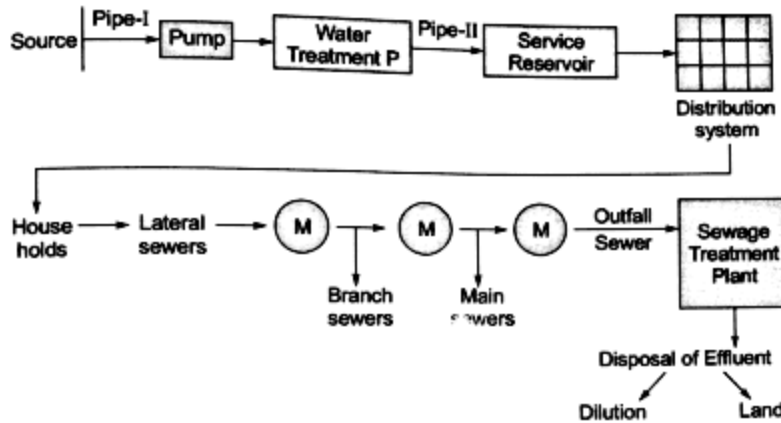 Source
Pipe-I
Pump
Water
Treatment P
Pipe-II
Service
Reservoir
Distribution
system
House
holds
Lateral
sewers
M
Branch
sewers
M
Main
sewers
M
Outfall
Sewer
Sewage
Treatment
Plant
Disposal of Effluent
Dilution
Land